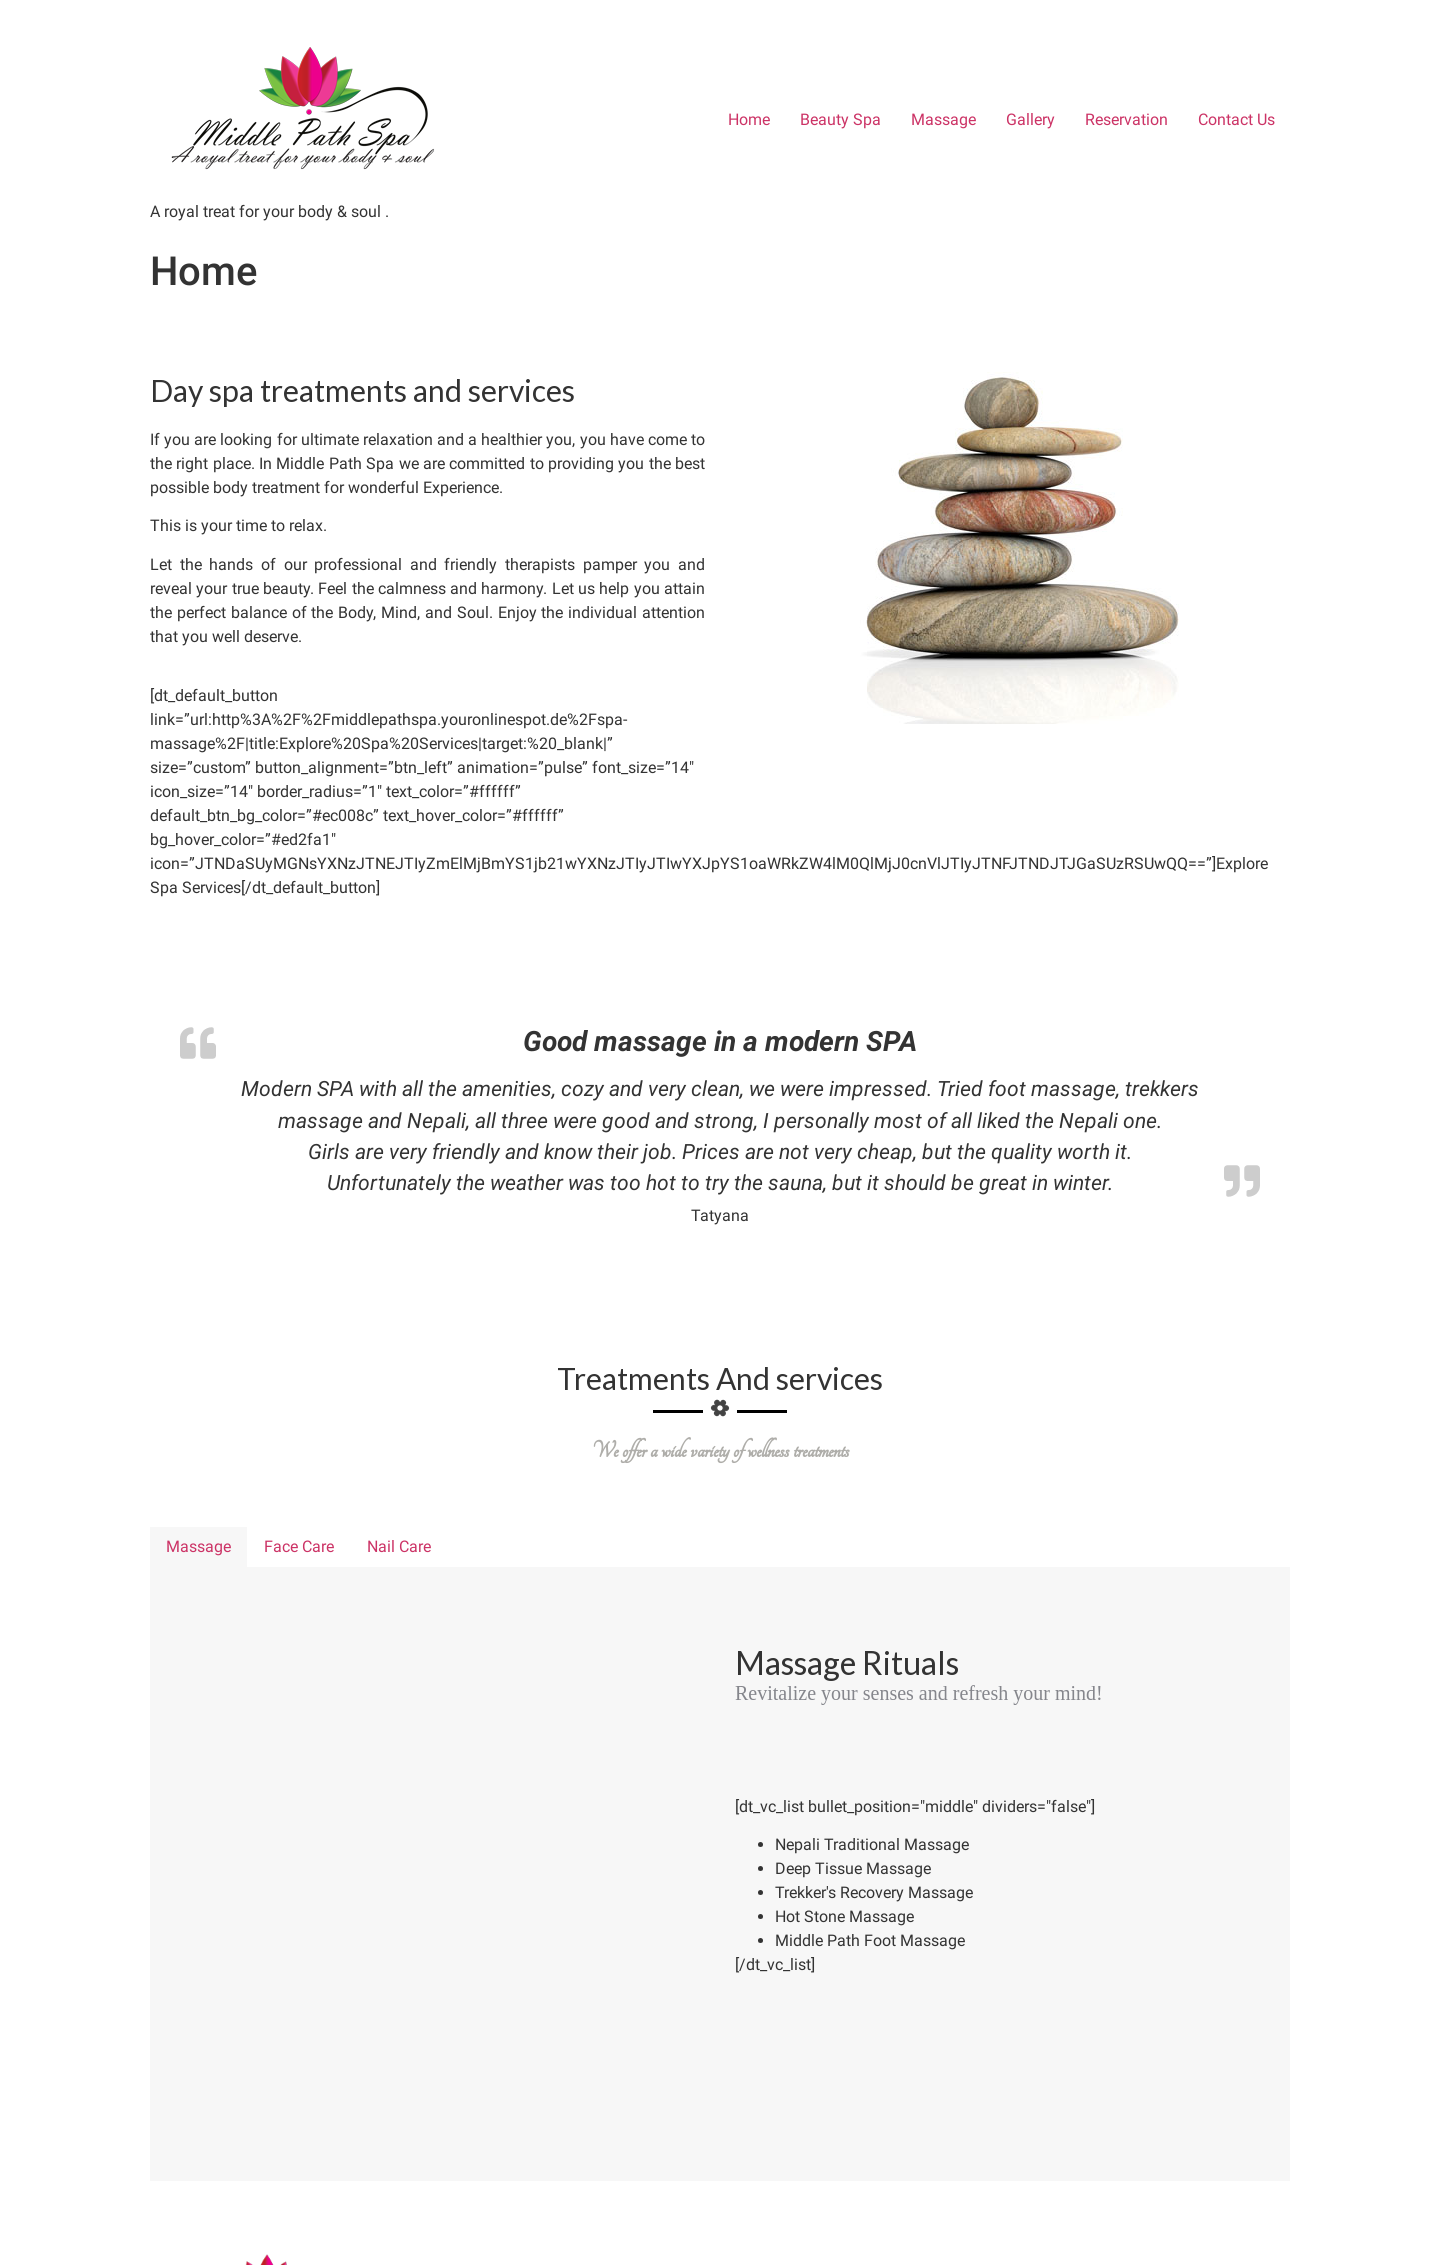 Middle Path Spa
A royal treat for your body & soul
Home Beauty Spa Massage Gallery Reservation Contact Us
A royal treat for your body & soul .
Home
Day spa treatments and services
If you are looking for ultimate relaxation and a healthier you, you have come to
the right place. In Middle Path Spa we are committed to providing you the best
possible body treatment for wonderful Experience.
This is your time to relax.
Let the hands of our professional and friendly therapists pamper you and
reveal your true beauty. Feel the calmness and harmony. Let us help you attain
the perfect balance of the Body, Mind, and Soul. Enjoy the individual attention
that you well deserve.
[dt_default_button
link=”url:http%3A%2F%2Fmiddlepathspa.youronlinespot.de%2Fspa-
massage%2F|title:Explore%20Spa%20Services|target:%20_blank|”
size=”custom” button_alignment=”btn_left” animation=”pulse” font_size=”14″
icon_size=”14″ border_radius=”1″ text_color=”#ffffff”
default_btn_bg_color=”#ec008c” text_hover_color=”#ffffff”
bg_hover_color=”#ed2fa1″
icon=”JTNDaSUyMGNsYXNzJTNEJTIyZmElMjBmYS1jb21wYXNzJTIyJTIwYXJpYS1oaWRkZW4lM0QlMjJ0cnVlJTIyJTNFJTNDJTJGaSUzRSUwQQ==”]Explore
Spa Services[/dt_default_button]
Good massage in a modern SPA
Modern SPA with all the amenities, cozy and very clean, we were impressed. Tried foot massage, trekkers
massage and Nepali, all three were good and strong, I personally most of all liked the Nepali one.
Girls are very friendly and know their job. Prices are not very cheap, but the quality worth it.
Unfortunately the weather was too hot to try the sauna, but it should be great in winter.
Tatyana
Treatments And services
We offer a wide variety of wellness treatments
Massage Face Care Nail Care
Massage Rituals
Revitalize your senses and refresh your mind!
[dt_vc_list bullet_position="middle" dividers="false"]
• Nepali Traditional Massage
• Deep Tissue Massage
• Trekker's Recovery Massage
• Hot Stone Massage
• Middle Path Foot Massage
[/dt_vc_list]